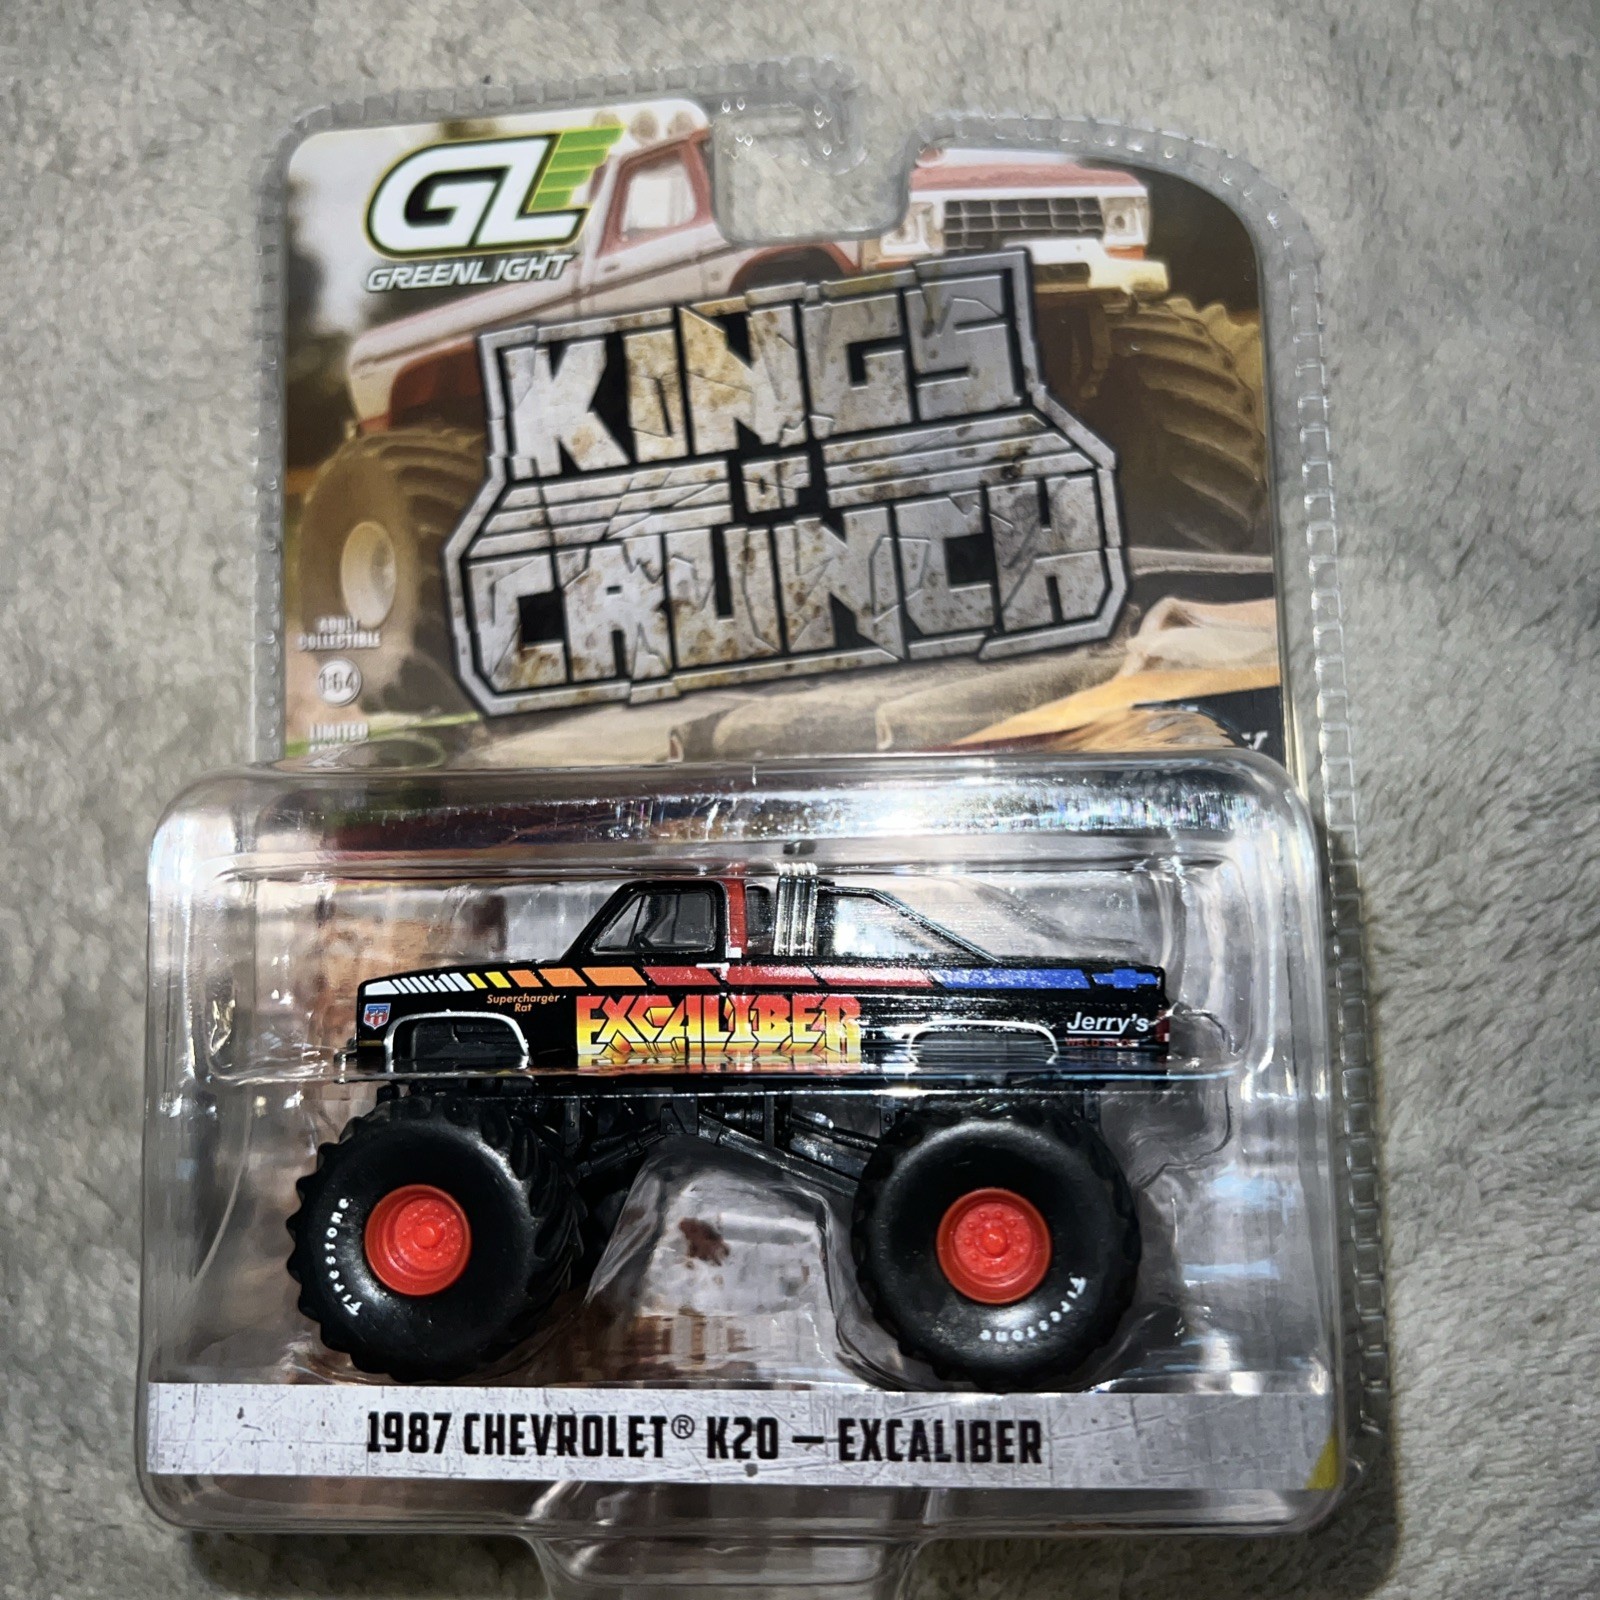 GL
GREENLIGHT
KINGS
OF
CRUNCH
ADULT
COLLECTIBLE
1:64
LIMITED
Supercharger
Rat
EXCALIBER
Jerry's
Firestone
Firestone
1987 CHEVROLET® K20 – EXCALIBER